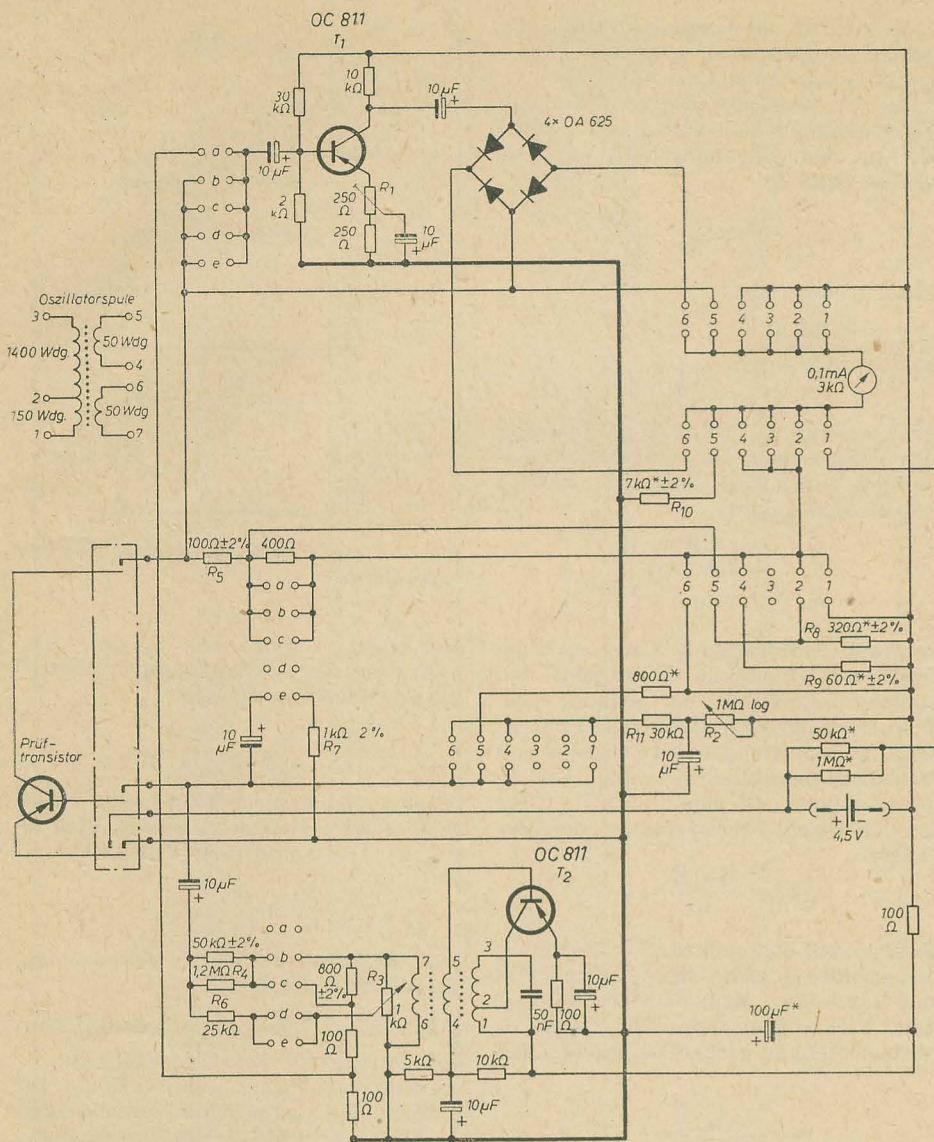 OC 811
T1
30
kΩ
10
kΩ
10 µF
+
4× OA 625
a
b
c
d
e
10 µF
+
2
kΩ
250
Ω
R1
250
Ω
10
µF
+
Oszillatorspule
3
5
1400 Wdg.
50 Wdg
4
2
6
150 Wdg.
50 Wdg
1
7
6 5 4 3 2 1
0,1mA
3kΩ
6 5 4 3 2 1
7kΩ*±2%
R10
100Ω±2%
R5
400Ω
a
b
c
d
e
6 5 4 3 2 1
R8 320Ω*±2%
R9 60Ω*±2%
800Ω*
1MΩ log
R11 30kΩ
R2
10
µF
+
1kΩ 2%
R7
6 5 4 3 2 1
10
µF
+
50kΩ*
1MΩ*
+ −
4,5 V
Prüf-
transistor
OC 811
T2
100
Ω
10µF
+
50kΩ±2%
1,2MΩ R4
R6
25kΩ
a
b
c
d
e
800
Ω
±2%
R3
1
kΩ
100
Ω
7
6
5
4
3
2
1
50
nF
100
Ω
10µF
+
100µF*
+
5kΩ
10kΩ
100
Ω
10µF
+